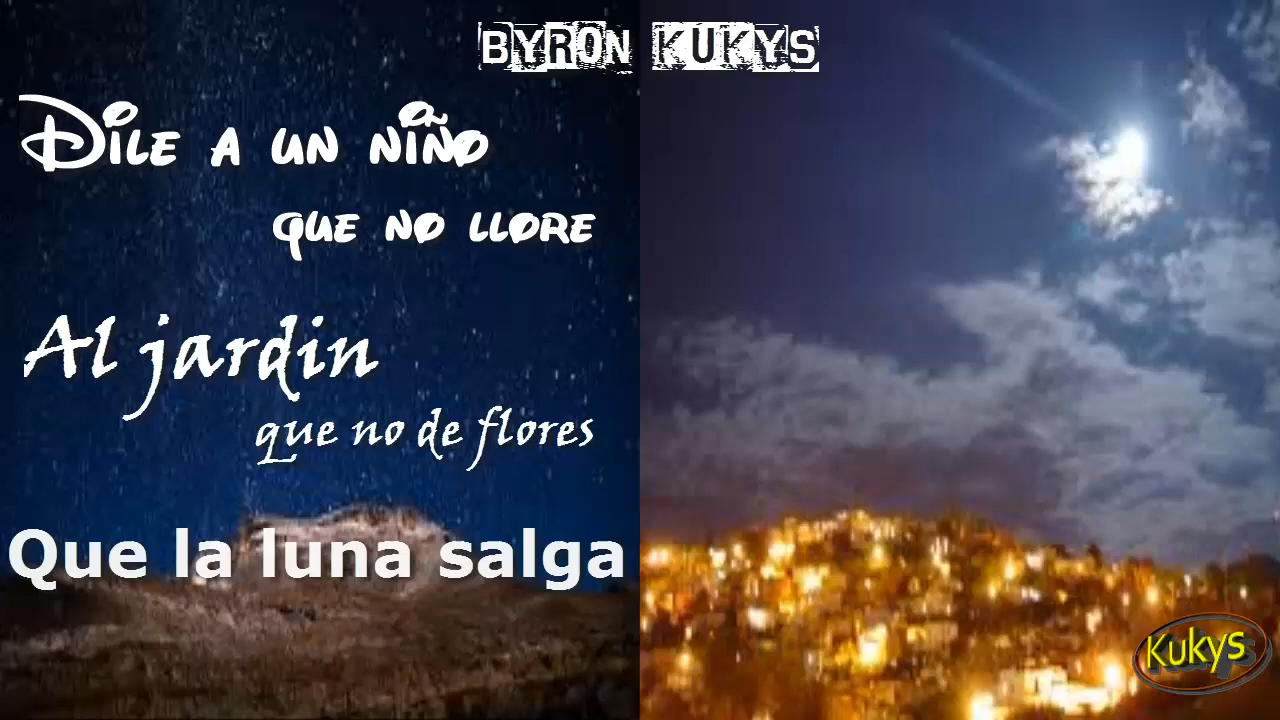 BYRON KUKYS
Dile a un niño
que no llore
Al jardin
que no de flores
Que la luna salga
Kukys